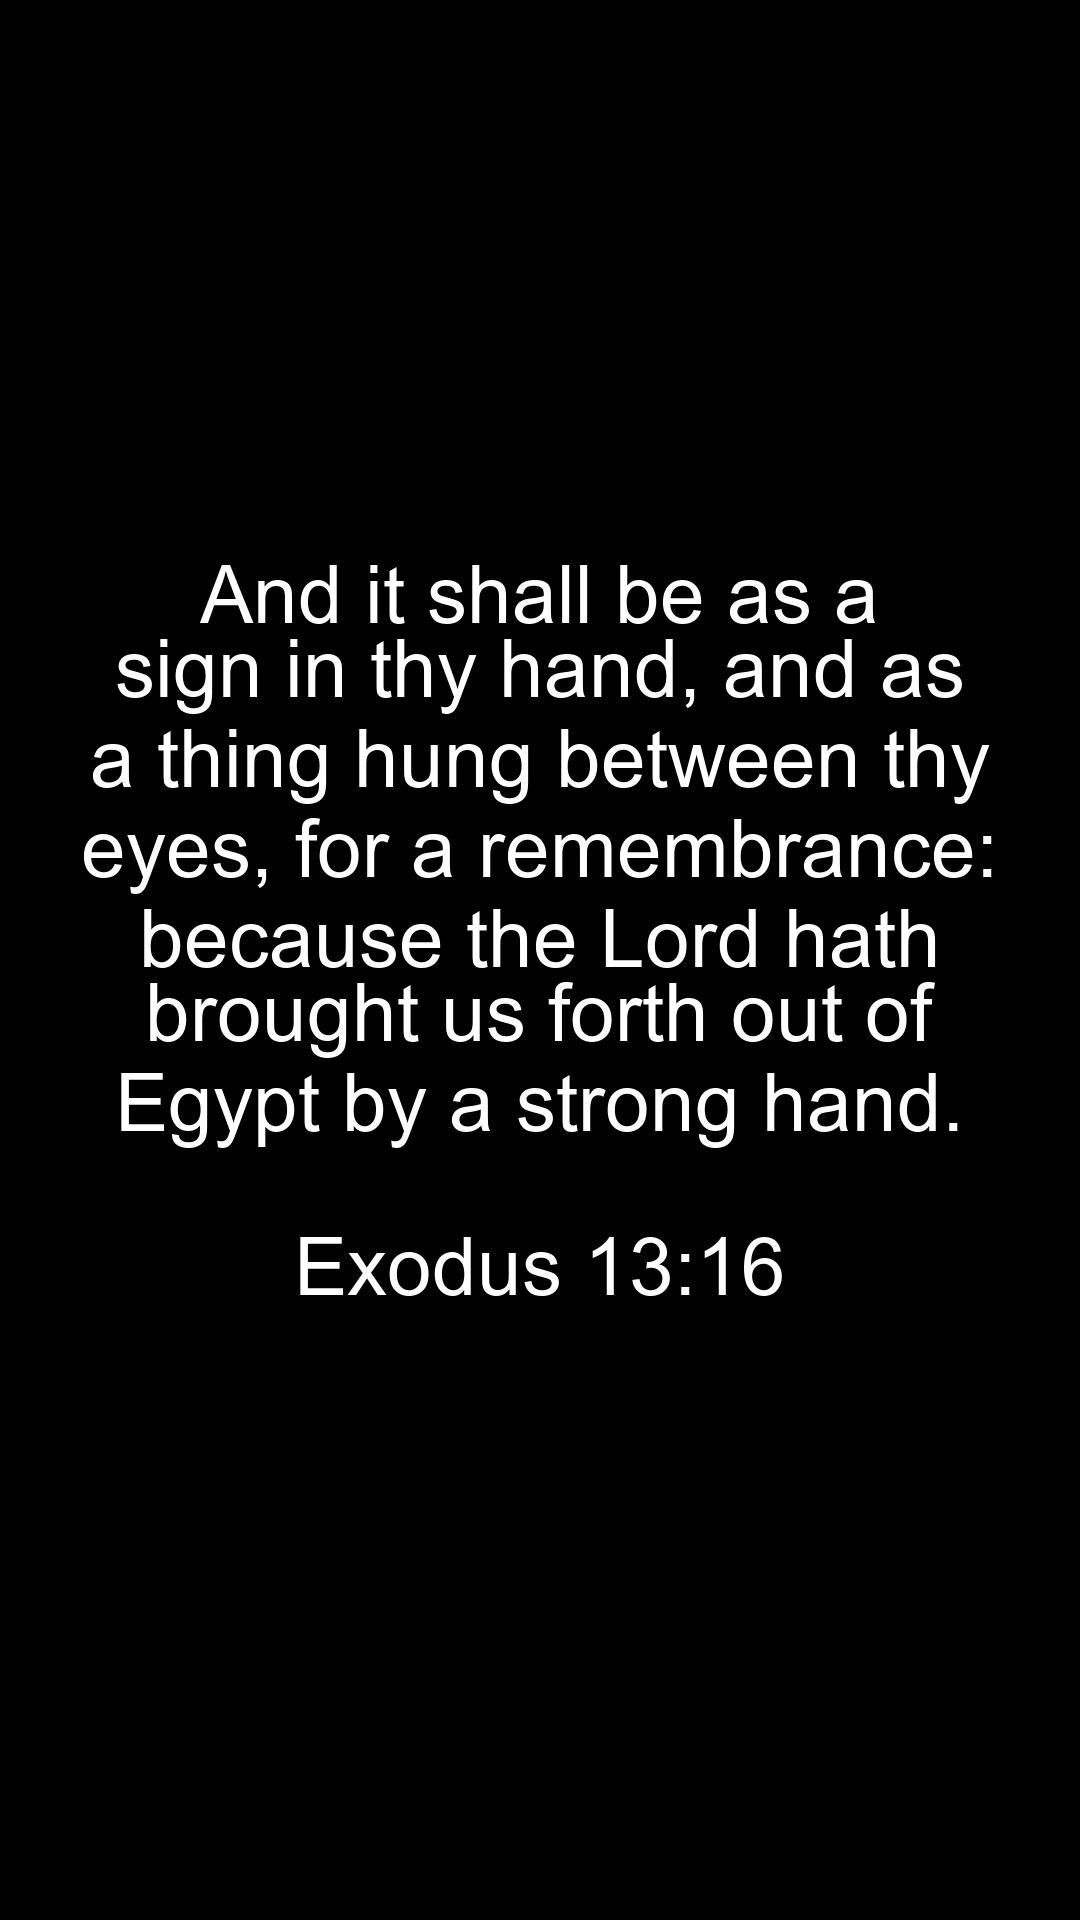 And it shall be as a
sign in thy hand, and as
a thing hung between thy
eyes, for a remembrance:
because the Lord hath
brought us forth out of
Egypt by a strong hand.
Exodus 13:16